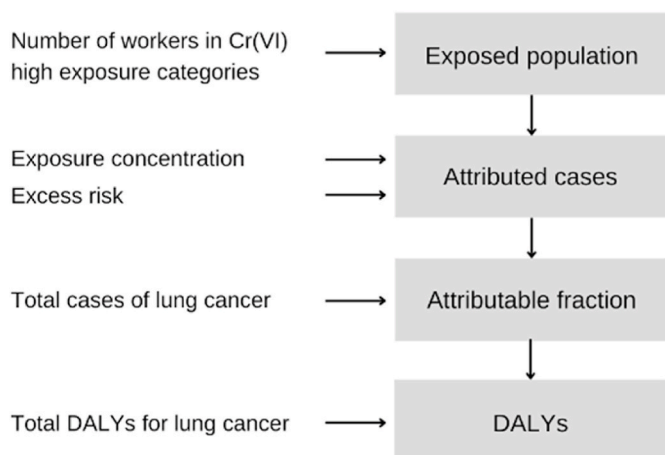 Number of workers in Cr(VI)
high exposure categories
Exposed population
Exposure concentration
Excess risk
Attributed cases
Total cases of lung cancer
Attributable fraction
Total DALYs for lung cancer
DALYs